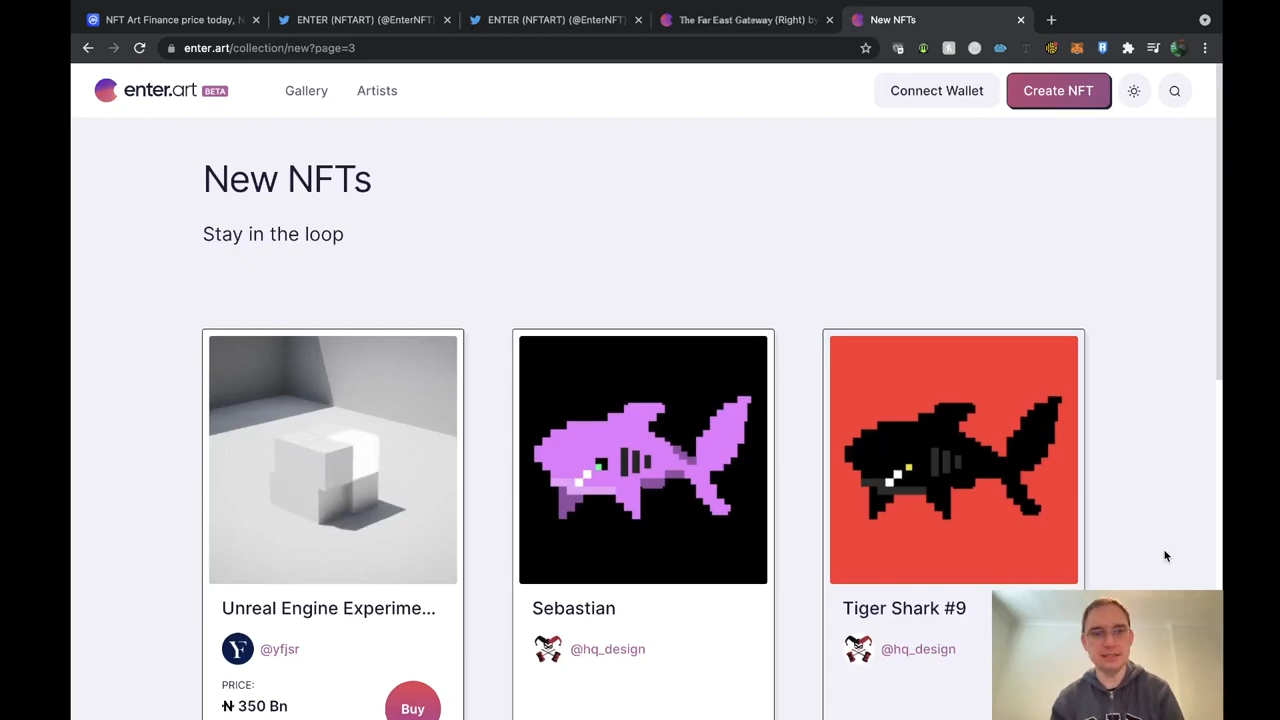 NFT Art Finance price today, N
ENTER (NFTART) (@EnterNFT)
ENTER (NFTART) (@EnterNFT)
The Far East Gateway (Right) by
New NFTs
enter.art/collection/new?page=3
enter.art BETA
Gallery
Artists
Connect Wallet
Create NFT
New NFTs
Stay in the loop
Unreal Engine Experime...
@yfjsr
PRICE:
₦ 350 Bn
Buy
Sebastian
@hq_design
Tiger Shark #9
@hq_design